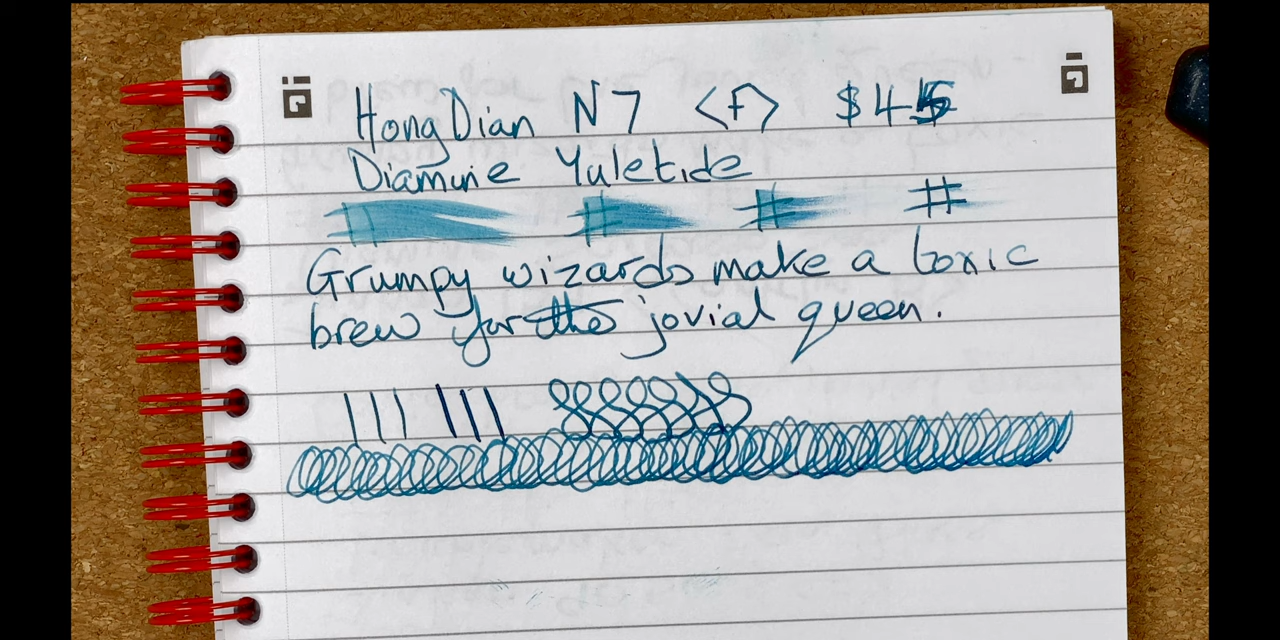 HongDian N7 <F> $45
Diamine Yuletide
# # # #
Grumpy wizards make a toxic
brew for the jovial queen.